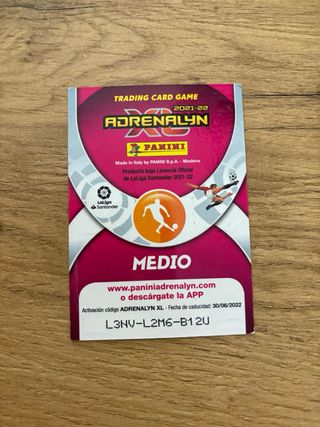 TRADING CARD GAME
2021-22
ADRENALYN
XL
PANINI
Made in Italy by PANINI S.p.A. - Modena
Producto bajo Licencia Oficial
de LaLiga Santander 2021-22
LaLiga
Santander
MEDIO
www.paniniadrenalyn.com
o descárgate la APP
Activación código ADRENALYN XL - Fecha de caducidad: 30/06/2022
L3NV-L2M6-B12U